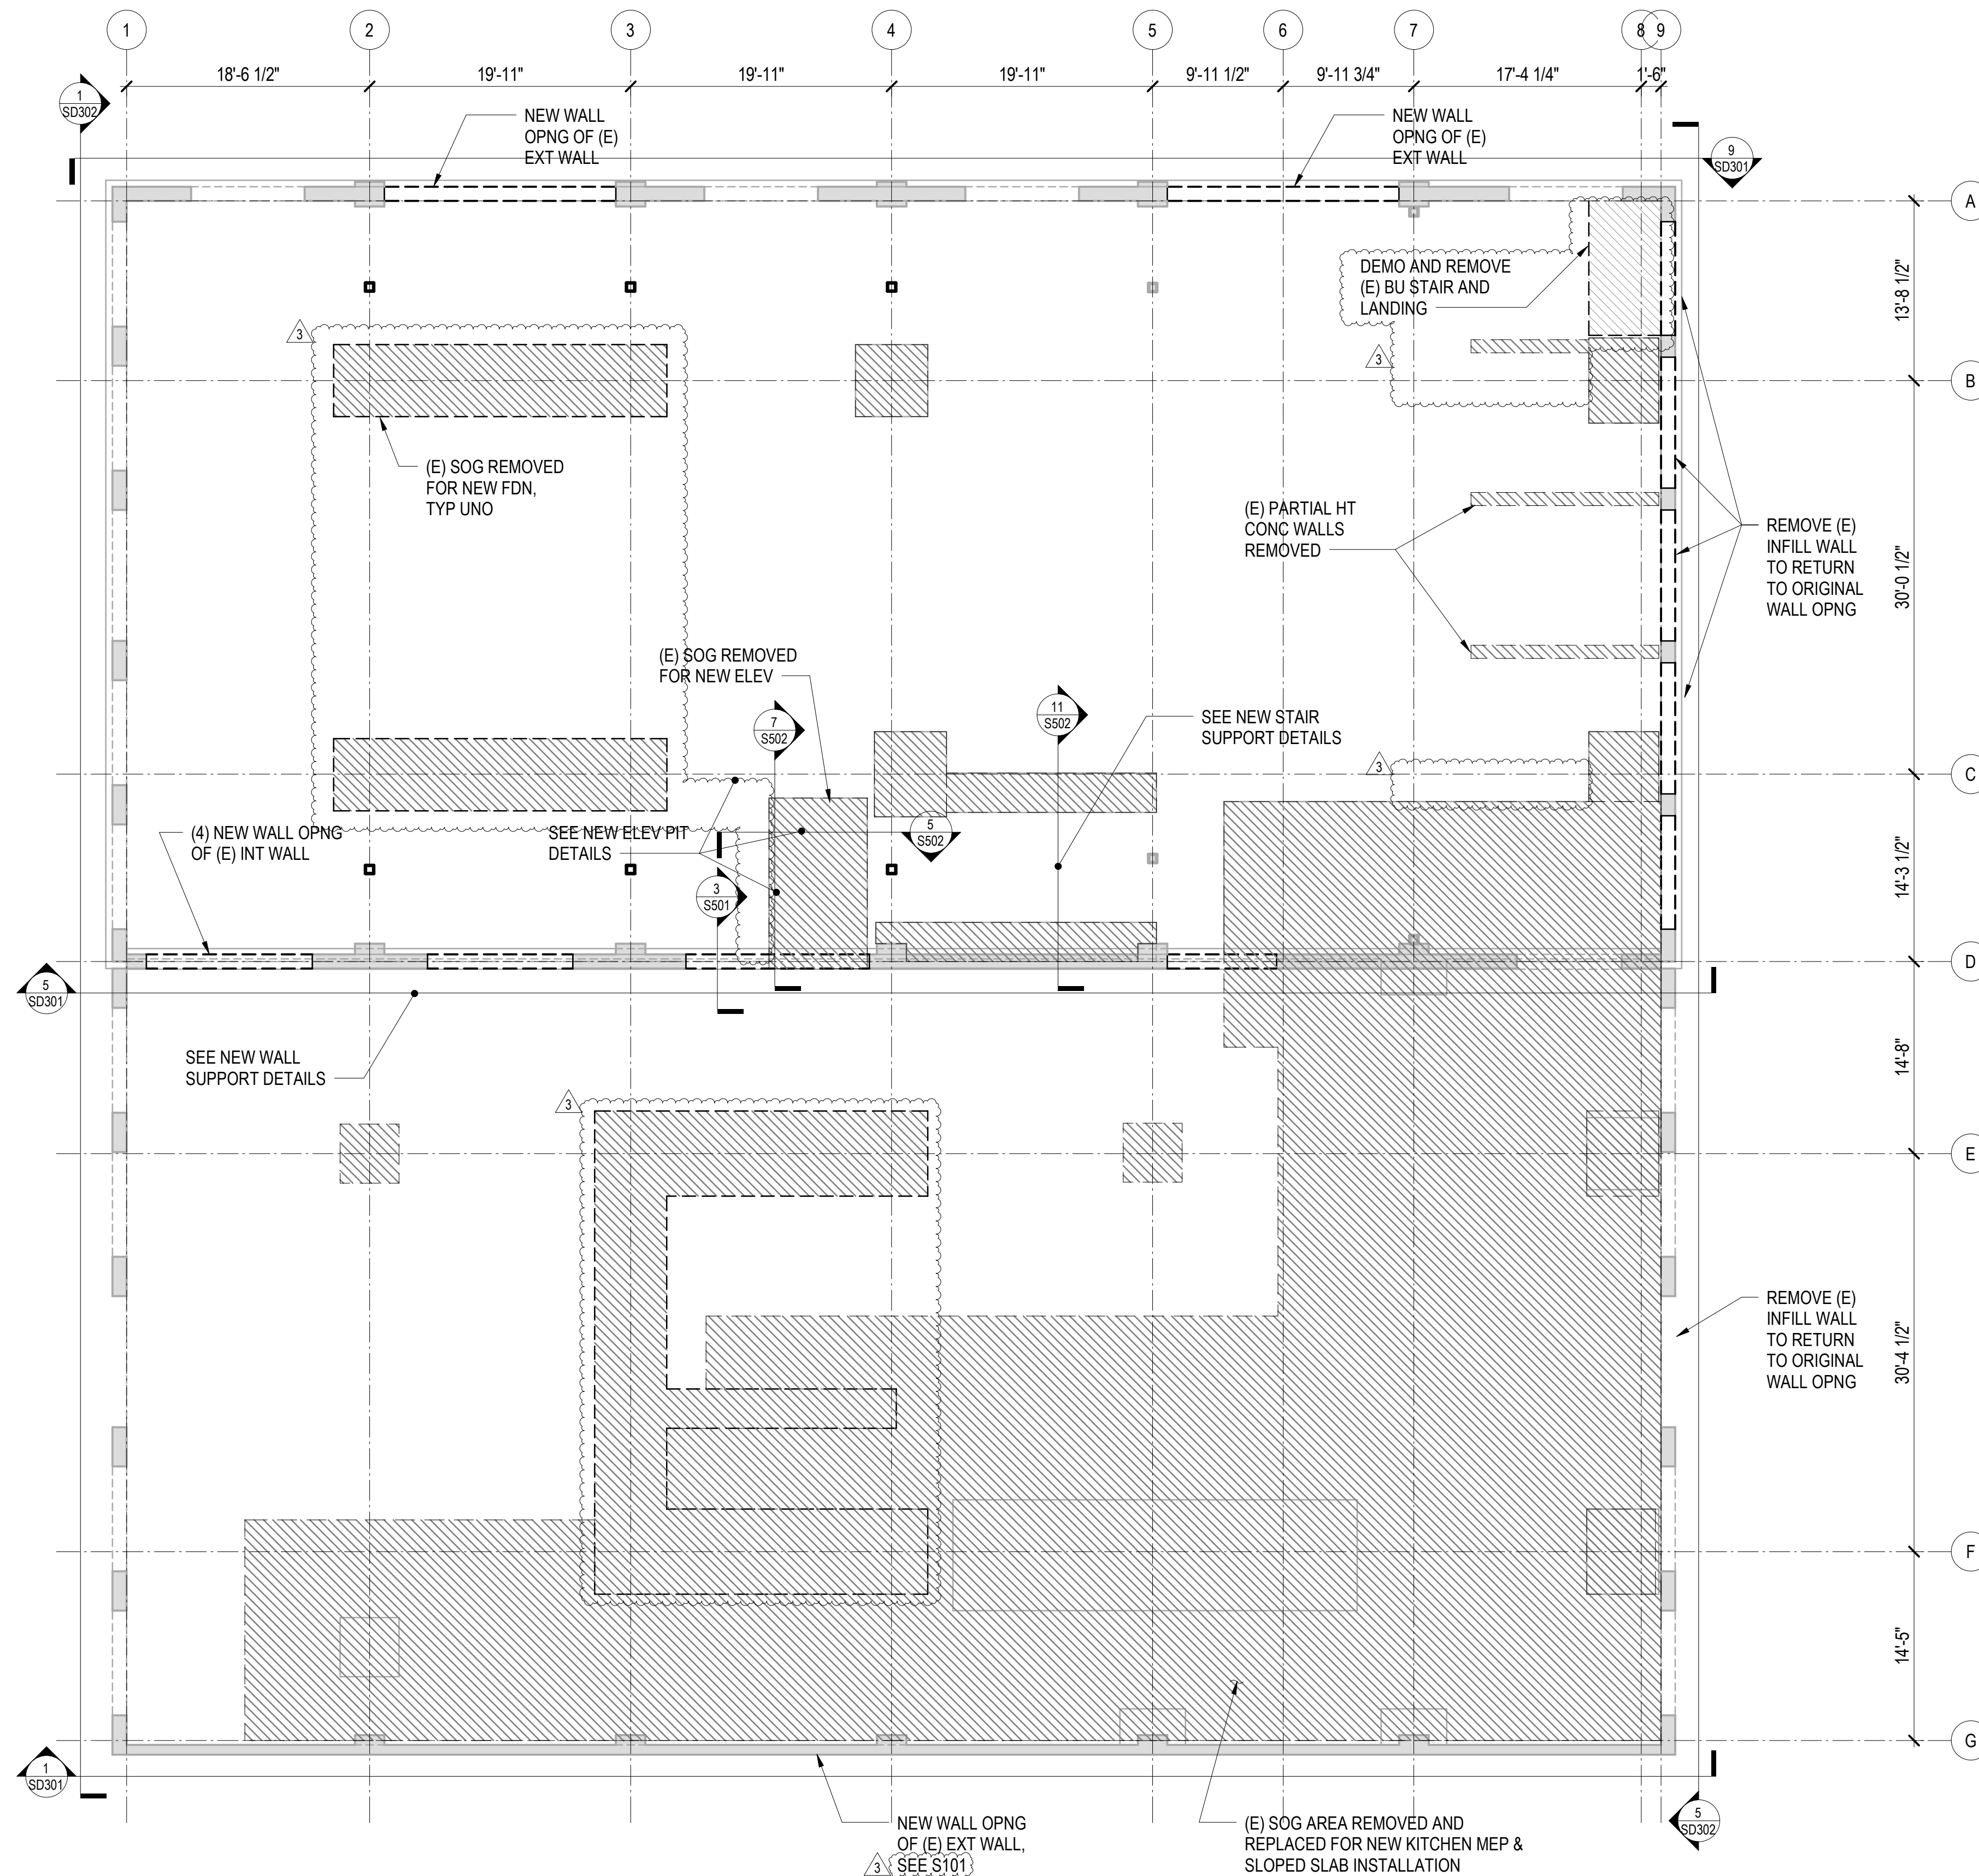 1 2 3 4 5 6 7 8 9
18'-6 1/2" 19'-11" 19'-11" 19'-11" 9'-11 1/2" 9'-11 3/4" 17'-4 1/4" 1'-6"
1
SD302
NEW WALL
OPNG OF (E)
EXT WALL
NEW WALL
OPNG OF (E)
EXT WALL
9
SD301
A
DEMO AND REMOVE
(E) BU STAIR AND
LANDING
13'-8 1/2"
3
3
B
(E) SOG REMOVED
FOR NEW FDN,
TYP UNO
(E) PARTIAL HT
CONC WALLS
REMOVED
REMOVE (E)
INFILL WALL
TO RETURN
TO ORIGINAL
WALL OPNG
30'-0 1/2"
(E) SOG REMOVED
FOR NEW ELEV
7
S502
11
S502
SEE NEW STAIR
SUPPORT DETAILS
3
C
(4) NEW WALL OPNG
OF (E) INT WALL
SEE NEW ELEV PIT
DETAILS
5
S502
3
S501
14'-3 1/2"
D
5
SD301
SEE NEW WALL
SUPPORT DETAILS
14'-8"
3
E
REMOVE (E)
INFILL WALL
TO RETURN
TO ORIGINAL
WALL OPNG
30'-4 1/2"
F
14'-5"
G
1
SD301
NEW WALL OPNG
OF (E) EXT WALL,
3 SEE S101
(E) SOG AREA REMOVED AND
REPLACED FOR NEW KITCHEN MEP &
SLOPED SLAB INSTALLATION
5
SD302